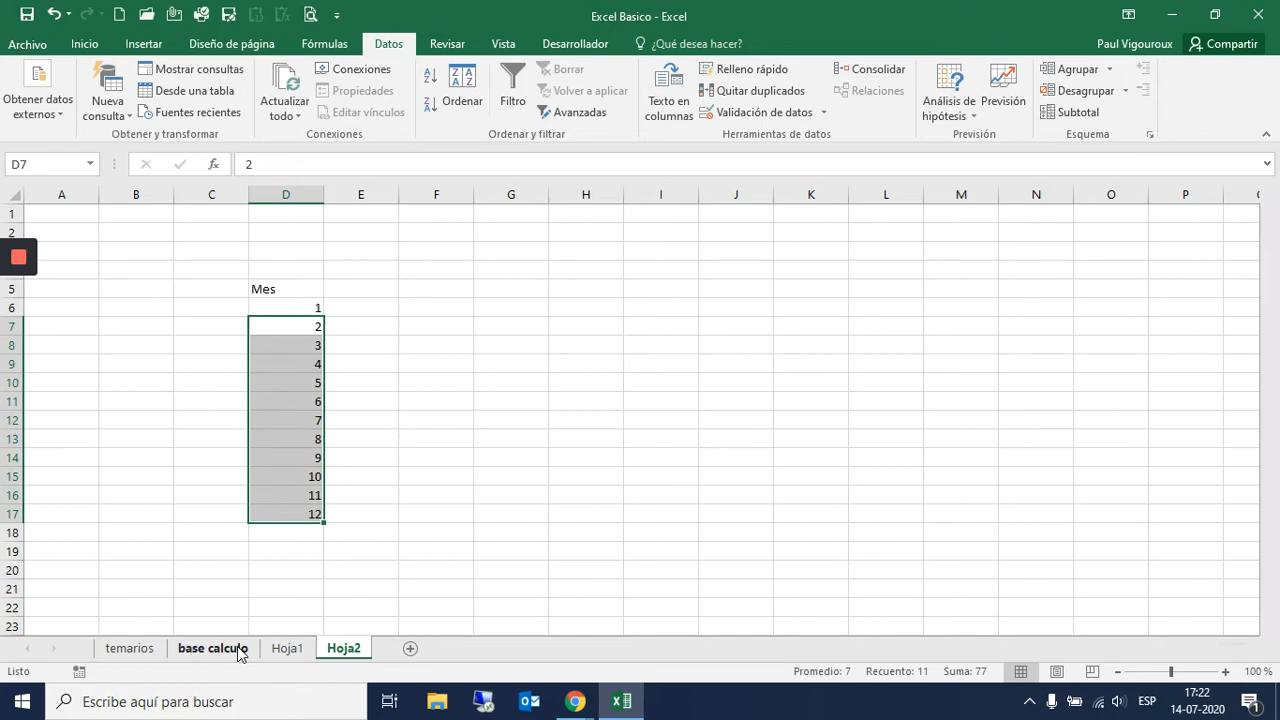 Excel Basico - Excel
Archivo Inicio Insertar Diseño de página Fórmulas Datos Revisar Vista Desarrollador ¿Qué desea hacer? Paul Vigouroux Compartir
Obtener datos externos
Nueva consulta
Mostrar consultas
Desde una tabla
Fuentes recientes
Obtener y transformar
Actualizar todo
Conexiones
Propiedades
Editar vínculos
Conexiones
Ordenar
Filtro
Borrar
Volver a aplicar
Avanzadas
Ordenar y filtrar
Texto en columnas
Relleno rápido
Quitar duplicados
Validación de datos
Consolidar
Relaciones
Herramientas de datos
Análisis de hipótesis
Previsión
Previsión
Agrupar
Desagrupar
Subtotal
Esquema
D7 fx 2
A B C D E F G H I J K L M N O P
1
2
5 Mes
6 1
7 2
8 3
9 4
10 5
11 6
12 7
13 8
14 9
15 10
16 11
17 12
18
19
20
21
22
23
temarios base calculo Hoja1 Hoja2
Listo Promedio: 7 Recuento: 11 Suma: 77 100 %
Escribe aquí para buscar ESP 17:22
14-07-2020